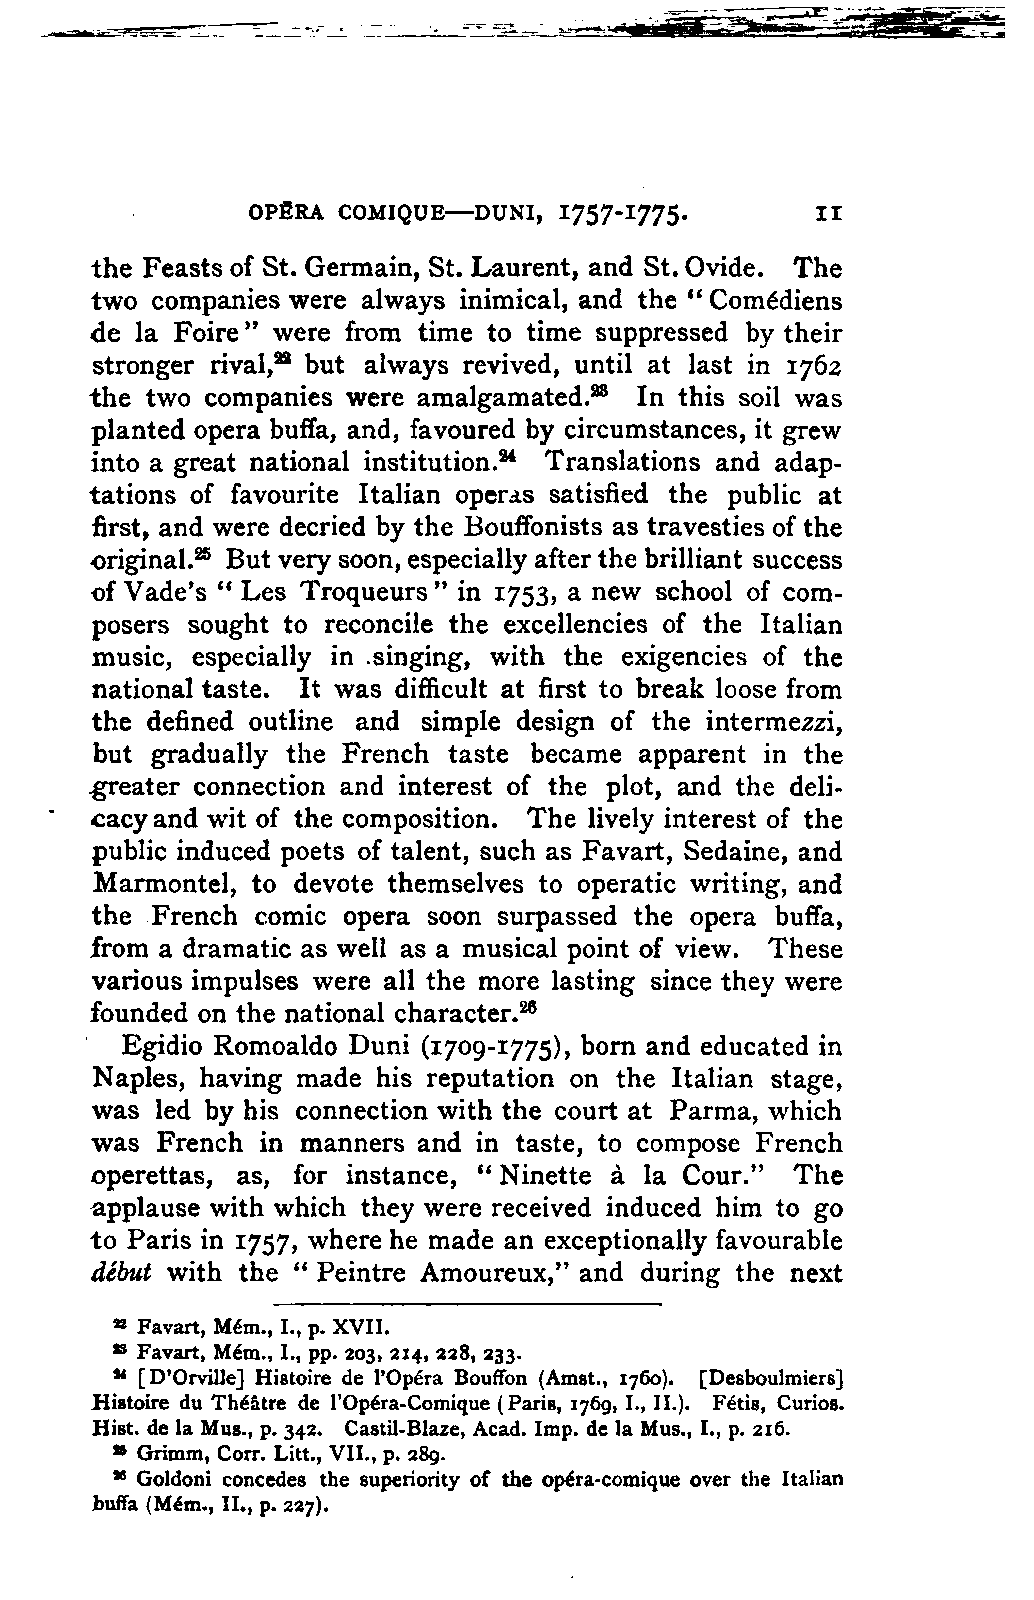 OPÉRA COMIQUE—DUNI, 1757-1775. 11
the Feasts of St. Germain, St. Laurent, and St. Ovide. The
two companies were always inimical, and the “ Comédiens
de la Foire ” were from time to time suppressed by their
stronger rival,²² but always revived, until at last in 1762
the two companies were amalgamated.²³ In this soil was
planted opera buffa, and, favoured by circumstances, it grew
into a great national institution.²⁴ Translations and adap-
tations of favourite Italian operas satisfied the public at
first, and were decried by the Bouffonists as travesties of the
original.²⁵ But very soon, especially after the brilliant success
of Vade’s “ Les Troqueurs ” in 1753, a new school of com-
posers sought to reconcile the excellencies of the Italian
music, especially in singing, with the exigencies of the
national taste. It was difficult at first to break loose from
the defined outline and simple design of the intermezzi,
but gradually the French taste became apparent in the
greater connection and interest of the plot, and the deli-
cacy and wit of the composition. The lively interest of the
public induced poets of talent, such as Favart, Sedaine, and
Marmontel, to devote themselves to operatic writing, and
the French comic opera soon surpassed the opera buffa,
from a dramatic as well as a musical point of view. These
various impulses were all the more lasting since they were
founded on the national character.²⁶
Egidio Romoaldo Duni (1709-1775), born and educated in
Naples, having made his reputation on the Italian stage,
was led by his connection with the court at Parma, which
was French in manners and in taste, to compose French
operettas, as, for instance, “ Ninette à la Cour.” The
applause with which they were received induced him to go
to Paris in 1757, where he made an exceptionally favourable
début with the “ Peintre Amoureux,” and during the next
²² Favart, Mém., I., p. XVII.
²³ Favart, Mém., I., pp. 203, 214, 228, 233.
²⁴ [D’Orville] Histoire de l’Opéra Bouffon (Amst., 1760). [Desboulmiers]
Histoire du Théâtre de l’Opéra-Comique (Paris, 1769, I., II.). Fétis, Curios.
Hist. de la Mus., p. 342. Castil-Blaze, Acad. Imp. de la Mus., I., p. 216.
²⁵ Grimm, Corr. Litt., VII., p. 289.
²⁶ Goldoni concedes the superiority of the opéra-comique over the Italian
buffa (Mém., II., p. 227).